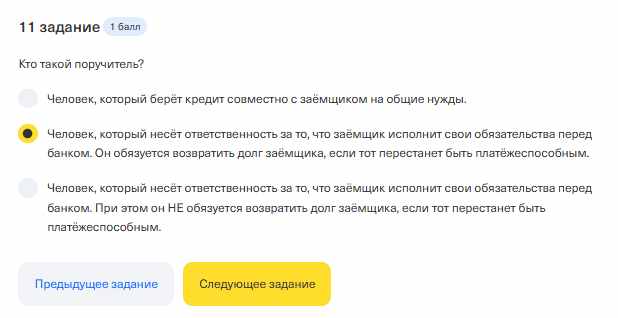 11 задание 1 балл
Кто такой поручитель?
Человек, который берёт кредит совместно с заёмщиком на общие нужды.
Человек, который несёт ответственность за то, что заёмщик исполнит свои обязательства перед
банком. Он обязуется возвратить долг заёмщика, если тот перестанет быть платёжеспособным.
Человек, который несёт ответственность за то, что заёмщик исполнит свои обязательства перед
банком. При этом он НЕ обязуется возвратить долг заёмщика, если тот перестанет быть
платёжеспособным.
Предыдущее задание Следующее задание